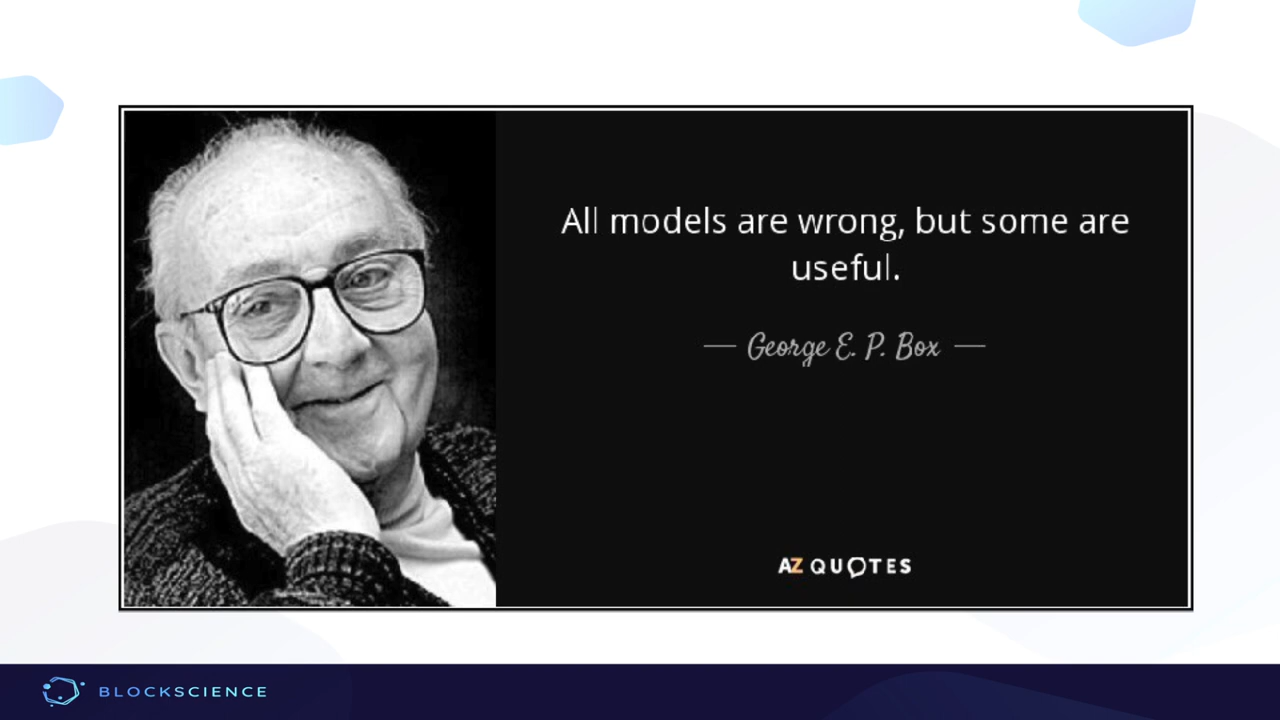 All models are wrong, but some are
useful.
George E. P. Box
AZ QUOTES
BLOCKSCIENCE